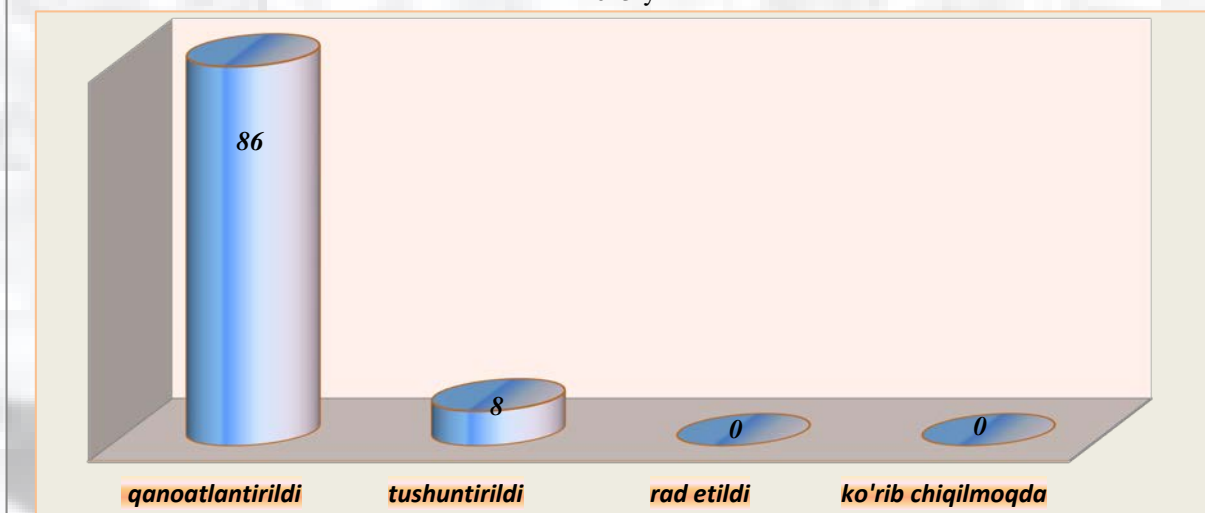 86
8
0
0
qanoatlantirildi
tushuntirildi
rad etildi
ko'rib chiqilmoqda